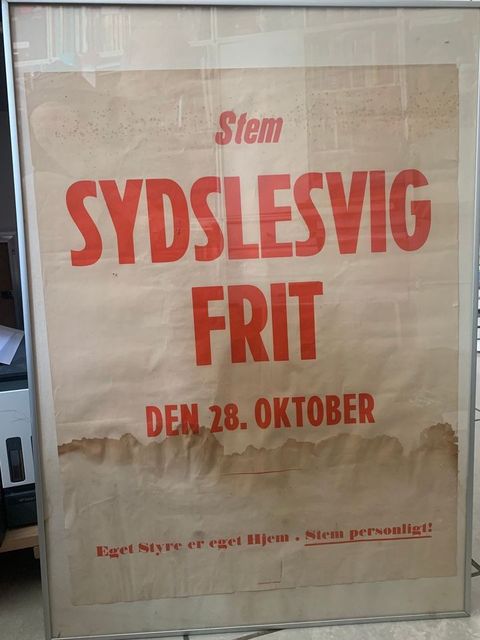 Stem
SYDSLESVIG
FRIT
DEN 28. OKTOBER
Eget Styre er eget Hjem . Stem personligt!